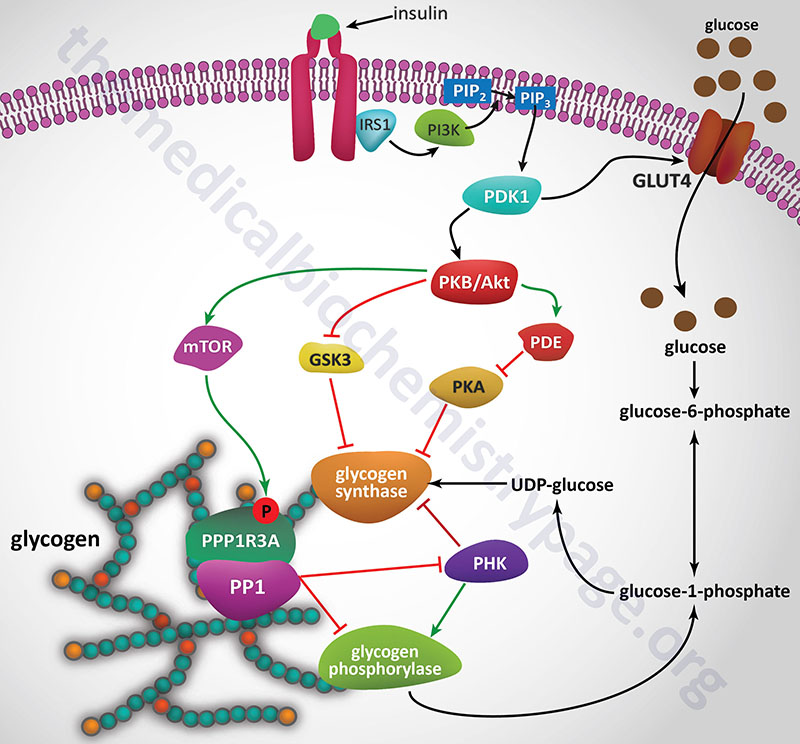 insulin
glucose
IRS1
PI3K
PIP2
PIP3
GLUT4
PDK1
PKB/Akt
mTOR
GSK3
PDE
PKA
glucose
glucose-6-phosphate
glycogen
synthase
UDP-glucose
P
glycogen
PPP1R3A
PP1
PHK
glucose-1-phosphate
glycogen
phosphorylase
themedicalbiochemistrypage.org